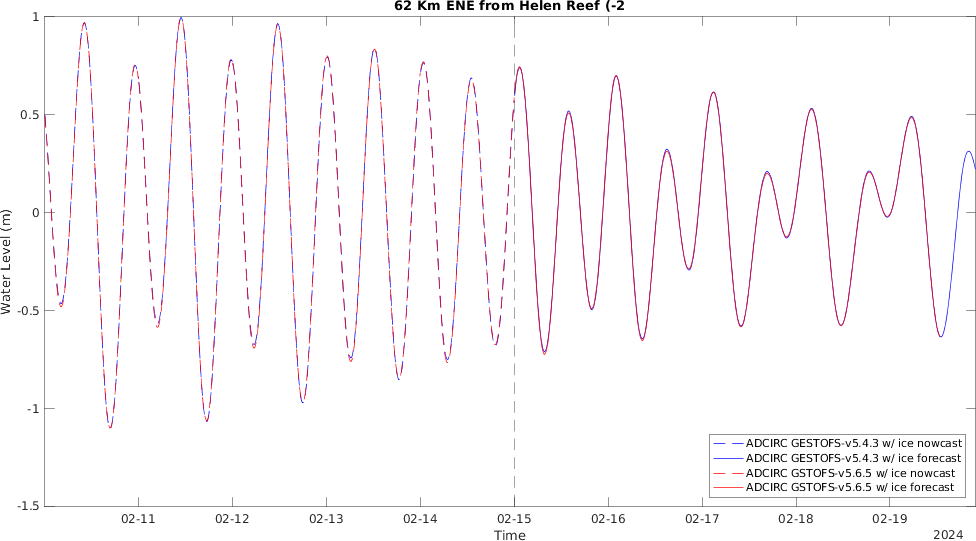 62 Km ENE from Helen Reef (-2
1
0.5
0
-0.5
-1
-1.5
Water Level (m)
02-11 02-12 02-13 02-14 02-15 02-16 02-17 02-18 02-19
Time
2024
ADCIRC GESTOFS-v5.4.3 w/ ice nowcast
ADCIRC GESTOFS-v5.4.3 w/ ice forecast
ADCIRC GSTOFS-v5.6.5 w/ ice nowcast
ADCIRC GSTOFS-v5.6.5 w/ ice forecast